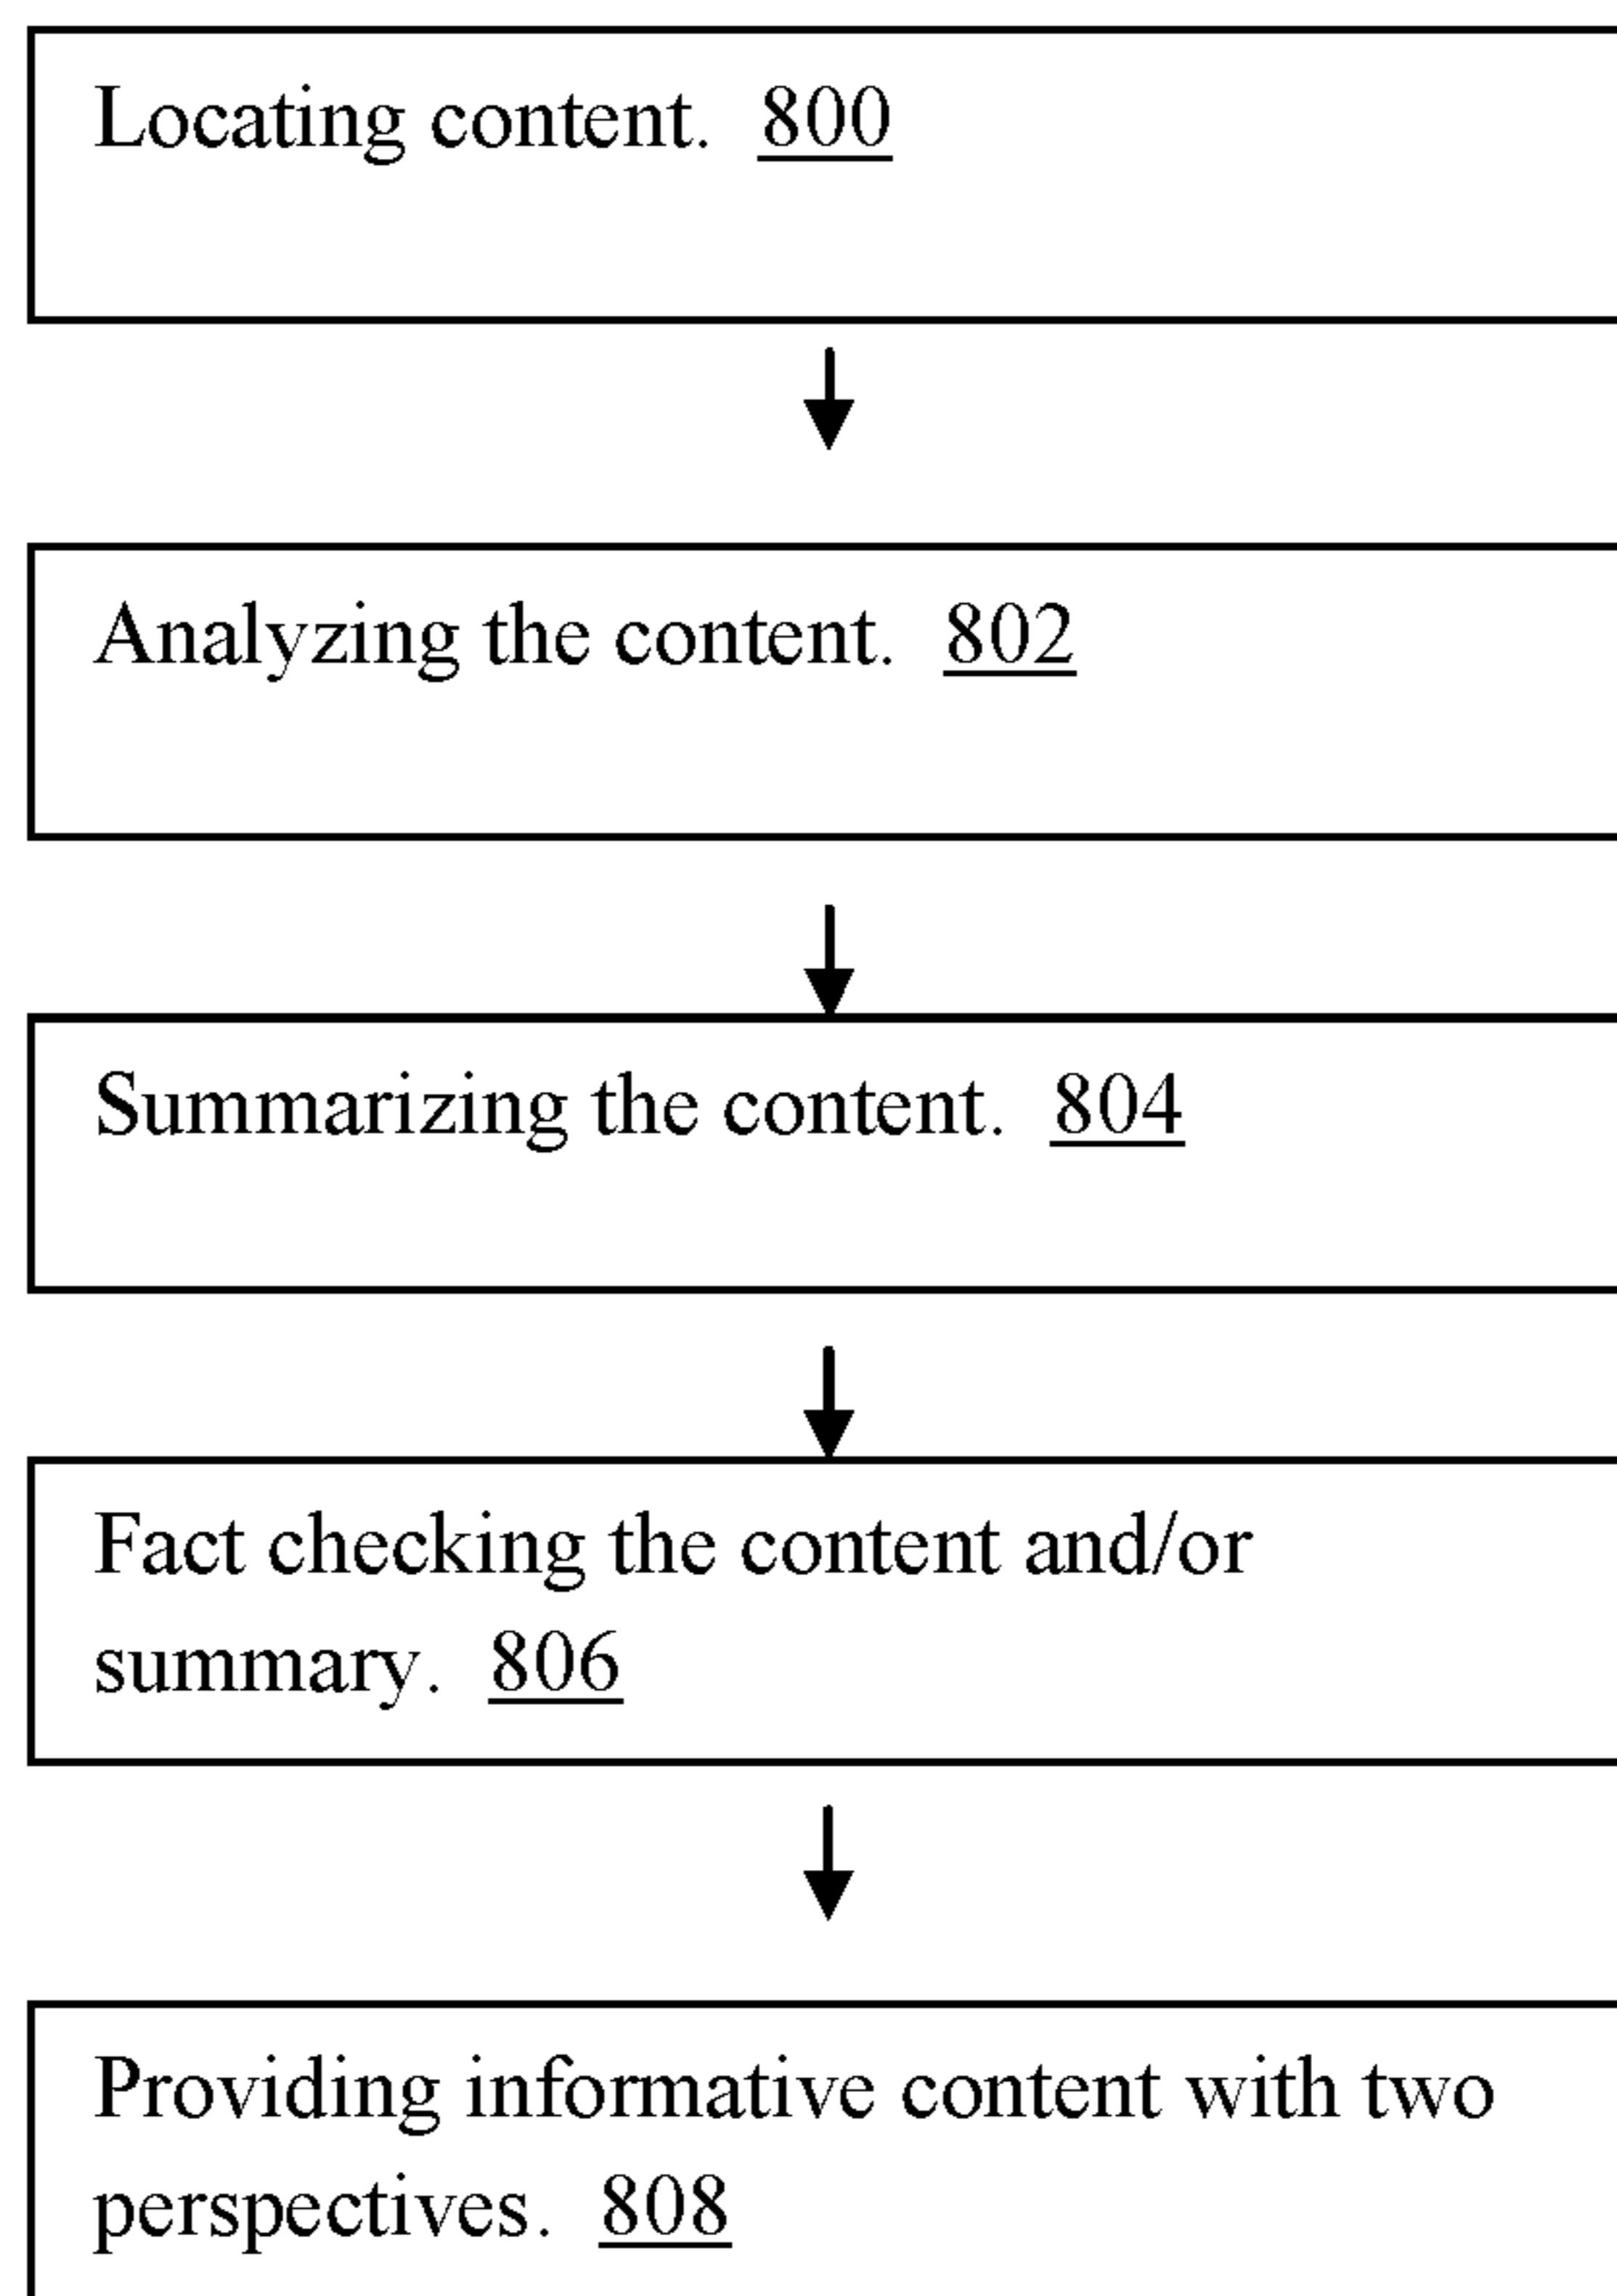 Locating content. 800
Analyzing the content. 802
Summarizing the content. 804
Fact checking the content and/or
summary. 806
Providing informative content with two
perspectives. 808